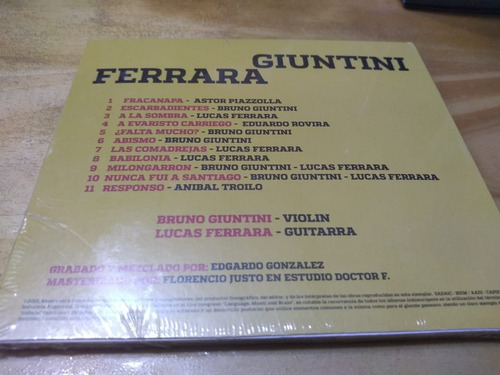 GIUNTINI
FERRARA
1 FRACANAPA - ASTOR PIAZZOLLA
2 ESCARBADIENTES - BRUNO GIUNTINI
3 A LA SOMBRA - LUCAS FERRARA
4 A EVARISTO CARRIEGO - EDUARDO ROVIRA
5 ¿FALTA MUCHO? - BRUNO GIUNTINI
6 ABISMO - BRUNO GIUNTINI
7 LAS COMADREJAS - LUCAS FERRARA
8 BABILONIA - LUCAS FERRARA
9 MILONGARRON - BRUNO GIUNTINI - LUCAS FERRARA
10 NUNCA FUI A SANTIAGO - BRUNO GIUNTINI - LUCAS FERRARA
11 RESPONSO - ANIBAL TROILO
BRUNO GIUNTINI - VIOLIN
LUCAS FERRARA - GUITARRA
GRABADO Y MEZCLADO POR: EDGARDO GONZALEZ
MASTERIZADO POR: FLORENCIO JUSTO EN ESTUDIO DOCTOR F.